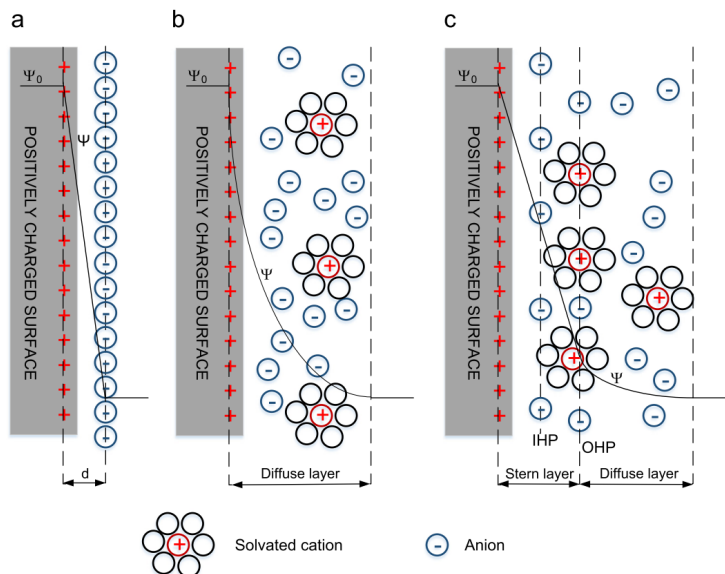 a
b
c
Ψ₀
Ψ₀
Ψ₀
Ψ
Ψ
Ψ
POSITIVELY CHARGED SURFACE
POSITIVELY CHARGED SURFACE
POSITIVELY CHARGED SURFACE
IHP
OHP
d
Diffuse layer
Stern layer
Diffuse layer
Solvated cation
Anion